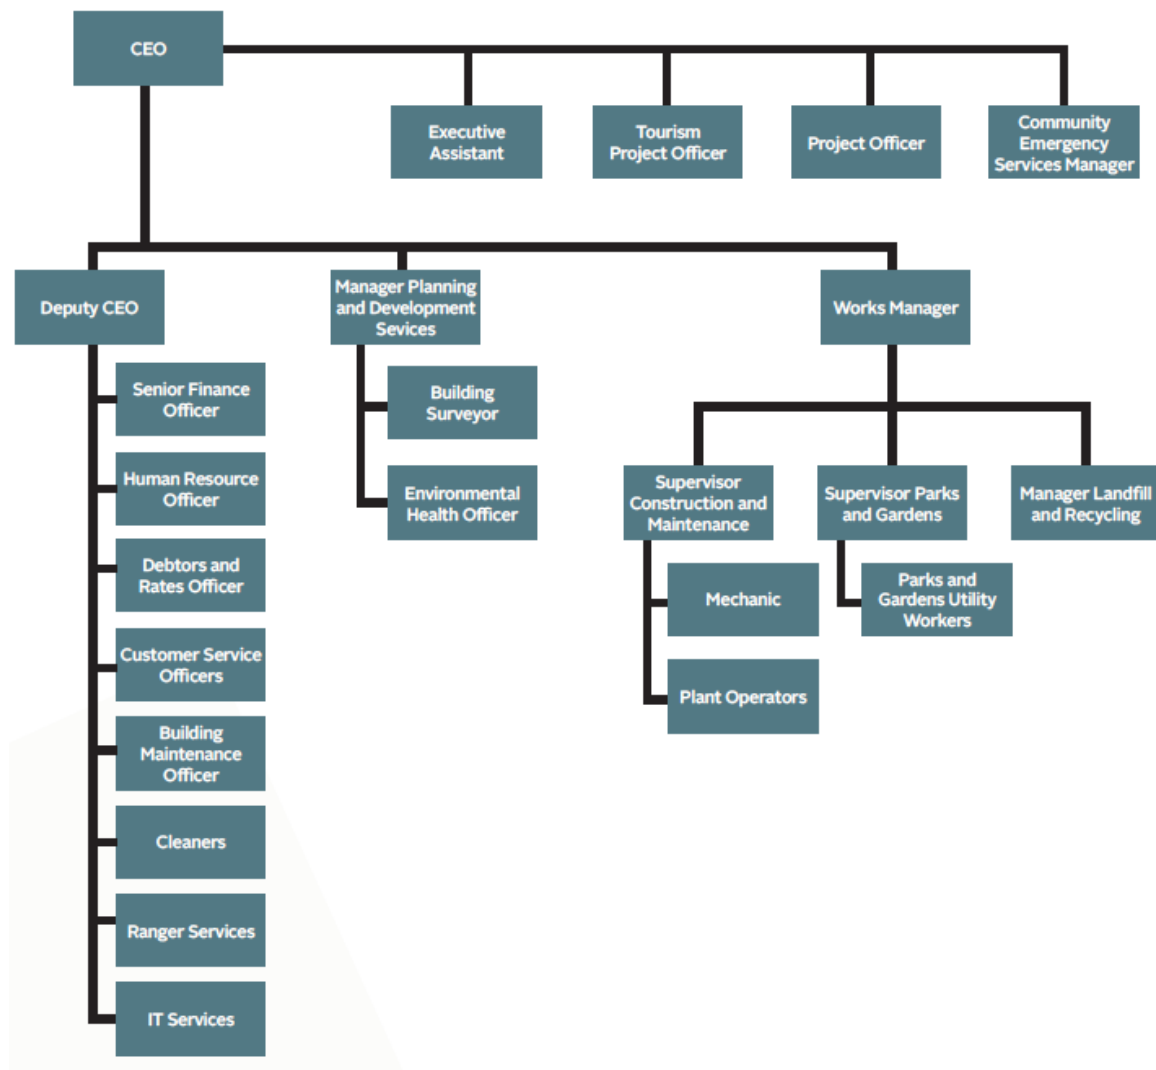 CEO
Executive
Assistant
Tourism
Project Officer
Project Officer
Community
Emergency
Services Manager
Deputy CEO
Manager Planning
and Development
Sevices
Works Manager
Senior Finance
Officer
Human Resource
Officer
Debtors and
Rates Officer
Customer Service
Officers
Building
Maintenance
Officer
Cleaners
Ranger Services
IT Services
Building
Surveyor
Environmental
Health Officer
Supervisor
Construction and
Maintenance
Mechanic
Plant Operators
Supervisor Parks
and Gardens
Parks and
Gardens Utility
Workers
Manager Landfill
and Recycling